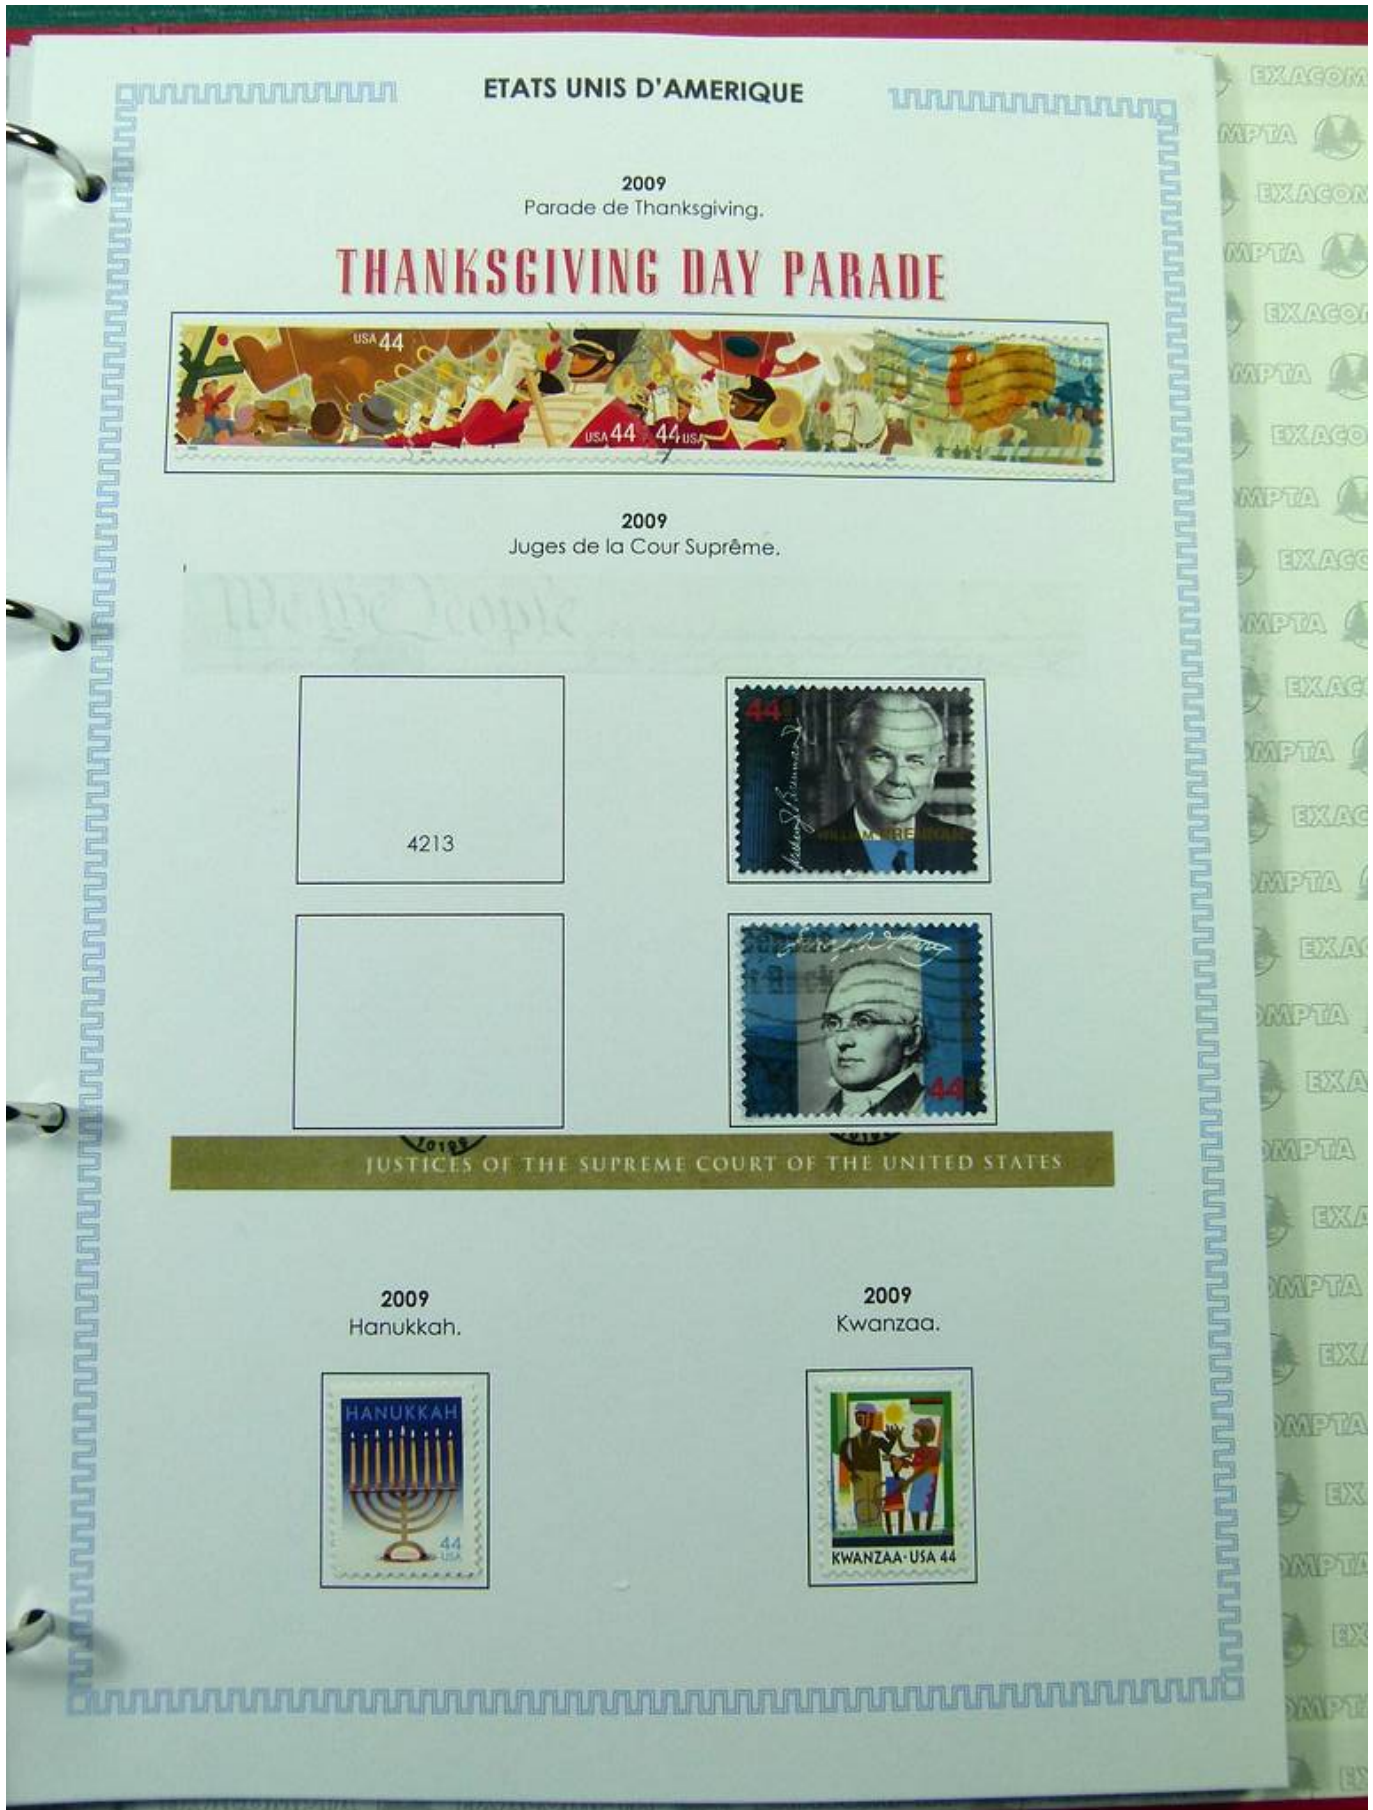 ETATS UNIS D'AMERIQUE
2009
Parade de Thanksgiving.
THANKSGIVING DAY PARADE
USA 44
USA 44
44 USA
44
2009
Juges de la Cour Suprême.
We the People
4213
44
44
10199
JUSTICES OF THE SUPREME COURT OF THE UNITED STATES
2009
Hanukkah.
2009
Kwanzaa.
HANUKKAH
44
USA
KWANZAA·USA 44
EXACOMPTA